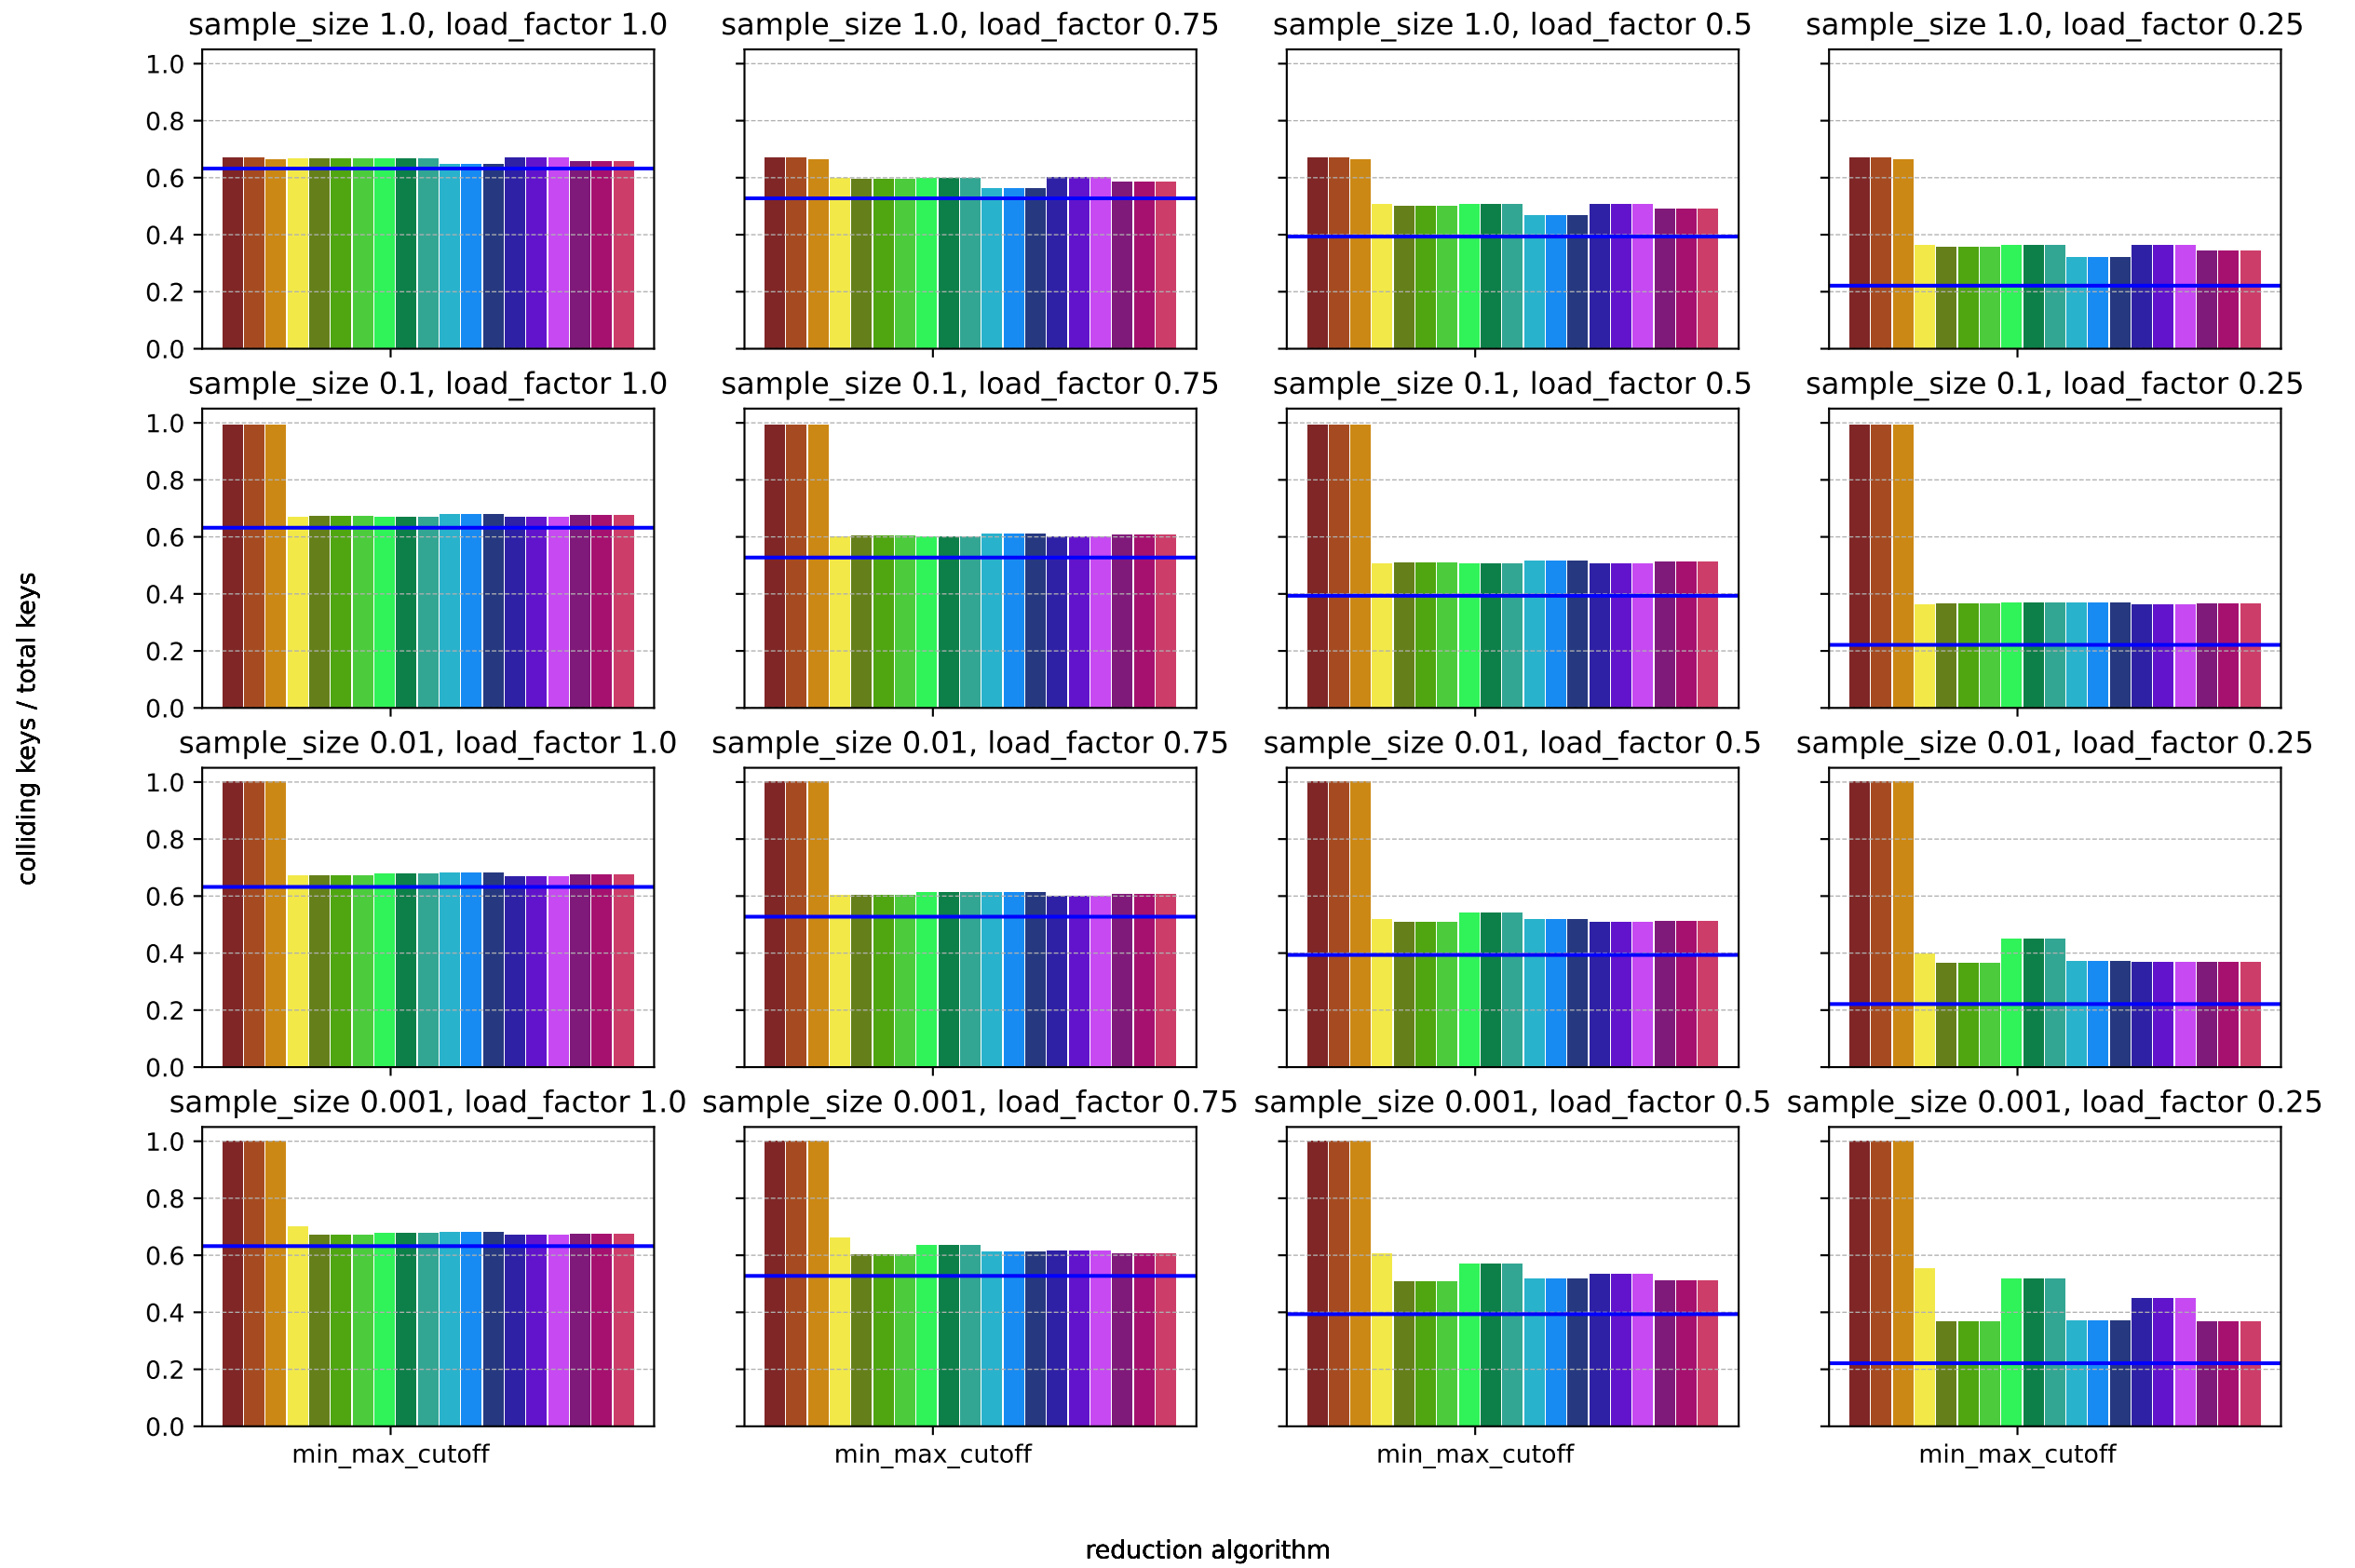 sample_size 1.0, load_factor 1.0
sample_size 1.0, load_factor 0.75
sample_size 1.0, load_factor 0.5
sample_size 1.0, load_factor 0.25
1.0
0.8
0.6
0.4
0.2
0.0
sample_size 0.1, load_factor 1.0
sample_size 0.1, load_factor 0.75
sample_size 0.1, load_factor 0.5
sample_size 0.1, load_factor 0.25
1.0
0.8
0.6
0.4
0.2
0.0
colliding keys / total keys
sample_size 0.01, load_factor 1.0
sample_size 0.01, load_factor 0.75
sample_size 0.01, load_factor 0.5
sample_size 0.01, load_factor 0.25
1.0
0.8
0.6
0.4
0.2
0.0
sample_size 0.001, load_factor 1.0
sample_size 0.001, load_factor 0.75
sample_size 0.001, load_factor 0.5
sample_size 0.001, load_factor 0.25
1.0
0.8
0.6
0.4
0.2
0.0
min_max_cutoff
min_max_cutoff
min_max_cutoff
min_max_cutoff
reduction algorithm